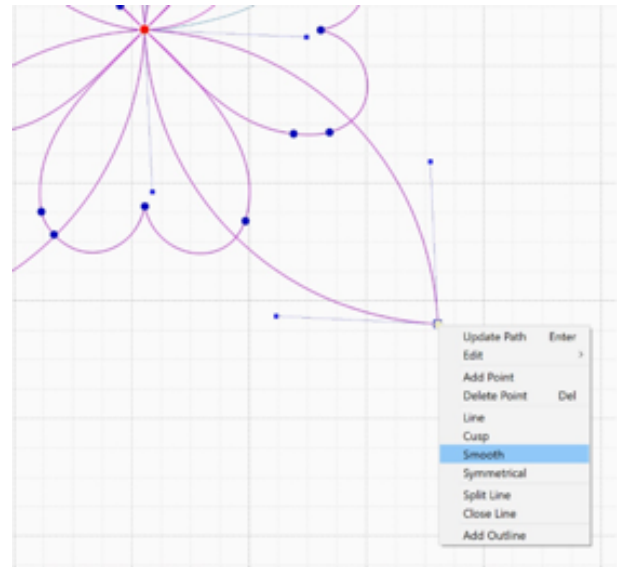 Update Path Enter
Edit >
Add Point
Delete Point Del
Line
Cusp
Smooth
Symmetrical
Split Line
Close Line
Add Outline